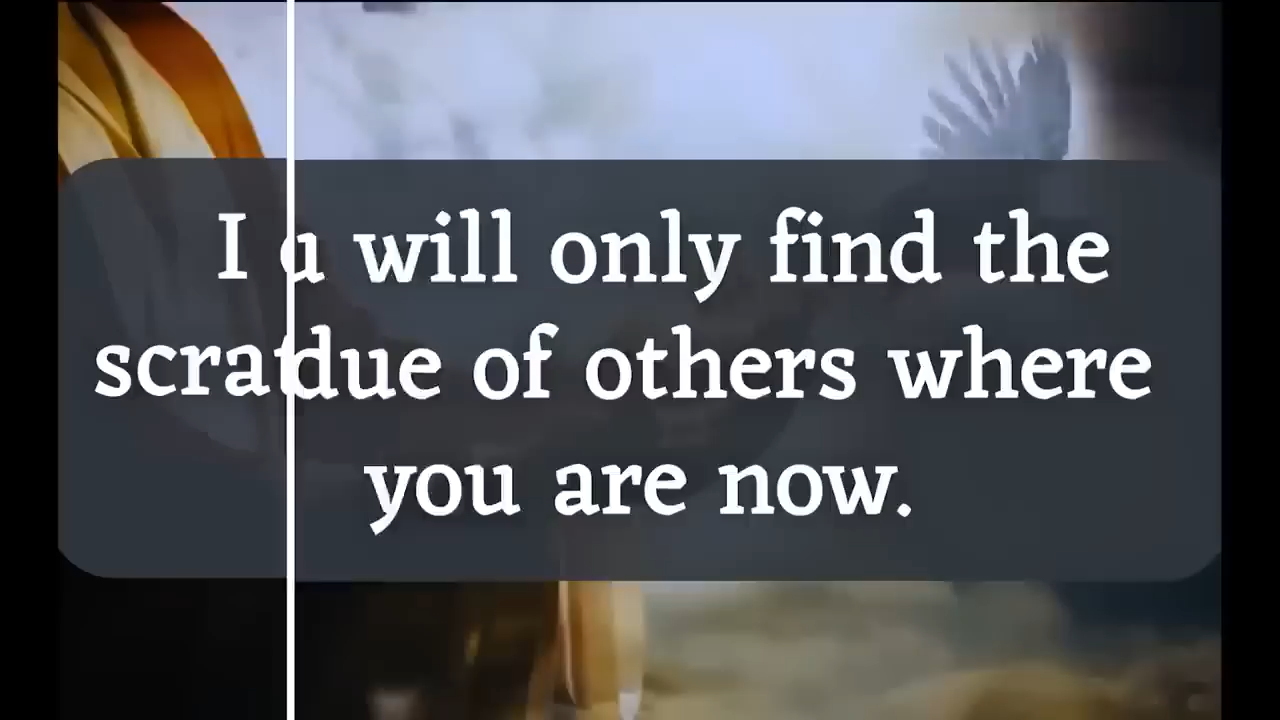 I u will only find the
scratdue of others where
you are now.